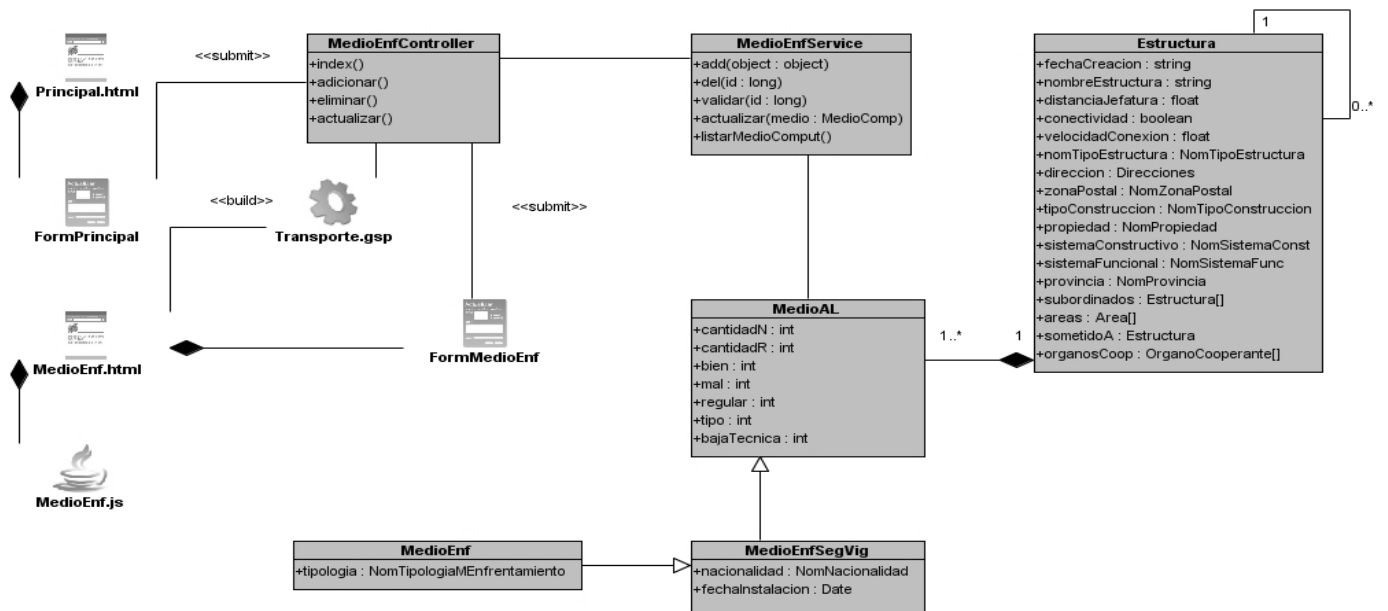 Principal.html
<<submit>>
FormPrincipal
<<build>>
Transporte.gsp
<<submit>>
MedioEnf.html
FormMedioEnf
MedioEnf.js
MedioEnfController
+index()
+adicionar()
+eliminar()
+actualizar()
MedioEnfService
+add(object : object)
+del(id : long)
+validar(id : long)
+actualizar(medio : MedioComp)
+listarMedioComput()
Estructura
+fechaCreacion : string
+nombreEstructura : string
+distanciaJefatura : float
+conectividad : boolean
+velocidadConexion : float
+nomTipoEstructura : NomTipoEstructura
+direccion : Direcciones
+zonaPostal : NomZonaPostal
+tipoConstruccion : NomTipoConstruccion
+propiedad : NomPropiedad
+sistemaConstructivo : NomSistemaConst
+sistemaFuncional : NomSistemaFunc
+provincia : NomProvincia
+subordinados : Estructura[]
+areas : Area[]
+sometidoA : Estructura
+organosCoop : OrganoCooperante[]
1
0..*
MedioAL
+cantidadN : int
+cantidadR : int
+bien : int
+mal : int
+regular : int
+tipo : int
+bajaTecnica : int
1..*
1
MedioEnf
+tipologia : NomTipologiaMEnfrentamiento
MedioEnfSegVig
+nacionalidad : NomNacionalidad
+fechaInstalacion : Date